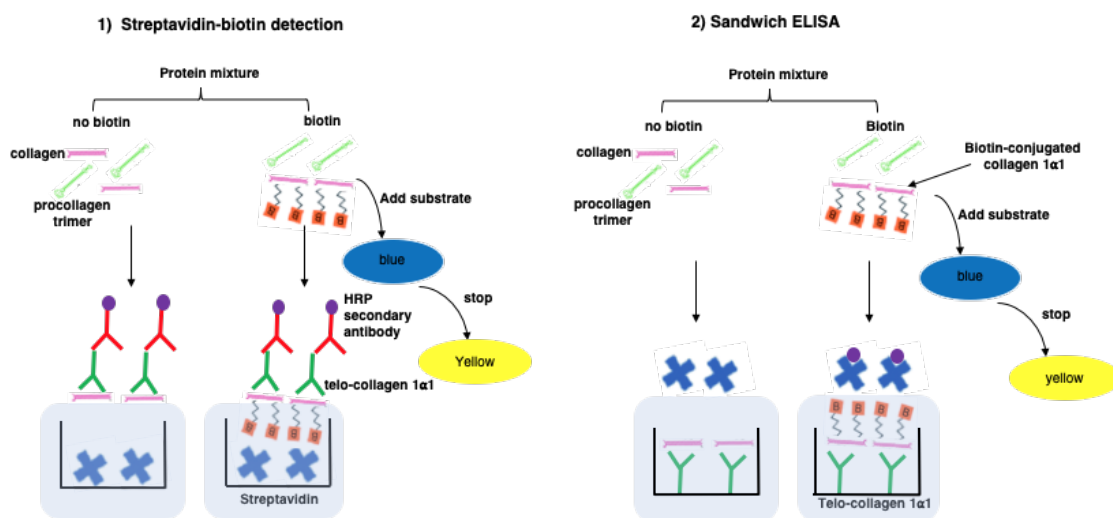 1) Streptavidin-biotin detection
Protein mixture
no biotin
biotin
collagen
procollagen
trimer
B B B B
Add substrate
blue
stop
Yellow
HRP
secondary
antibody
telo-collagen 1α1
B B B B
Streptavidin
2) Sandwich ELISA
Protein mixture
no biotin
Biotin
collagen
procollagen
trimer
Biotin-conjugated
collagen 1α1
B B B B
Add substrate
blue
stop
yellow
B B B B
Telo-collagen 1α1